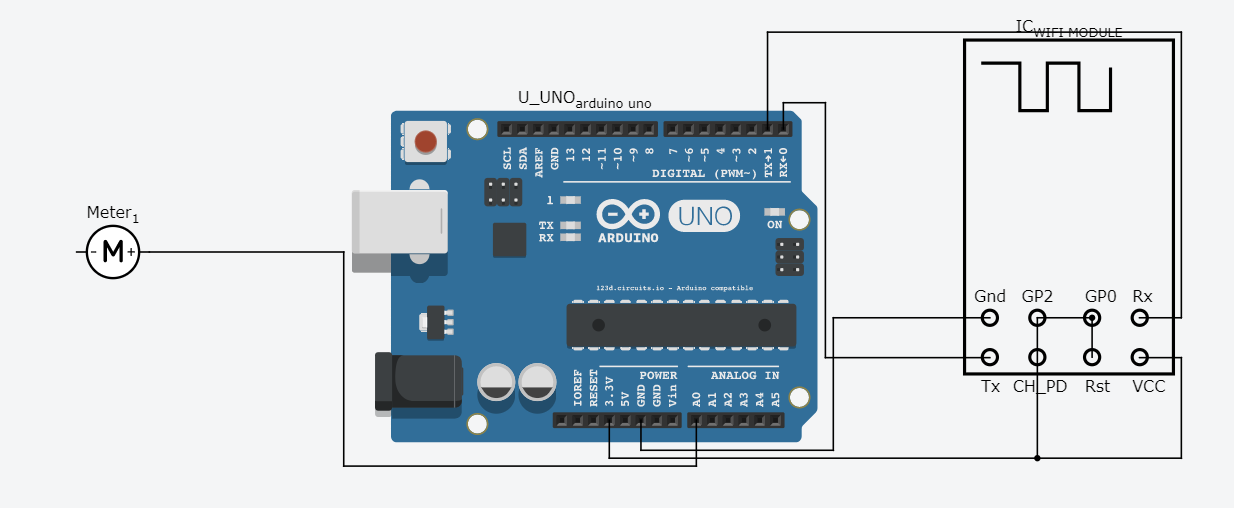 IC WIFI MODULE
U_UNO arduino uno
SCL SDA AREF GND 13 12 ~11 ~10 ~9 8 7 ~6 ~5 4 ~3 2 TX→1 RX←0
DIGITAL (PWM~)
1
TX
RX
ARDUINO
UNO
ON
Meter1
- M +
123d.circuits.io - Arduino compatible
Gnd GP2 GP0 Rx
Tx CH_PD Rst VCC
POWER
ANALOG IN
IOREF RESET 3.3V 5V GND GND Vin A0 A1 A2 A3 A4 A5